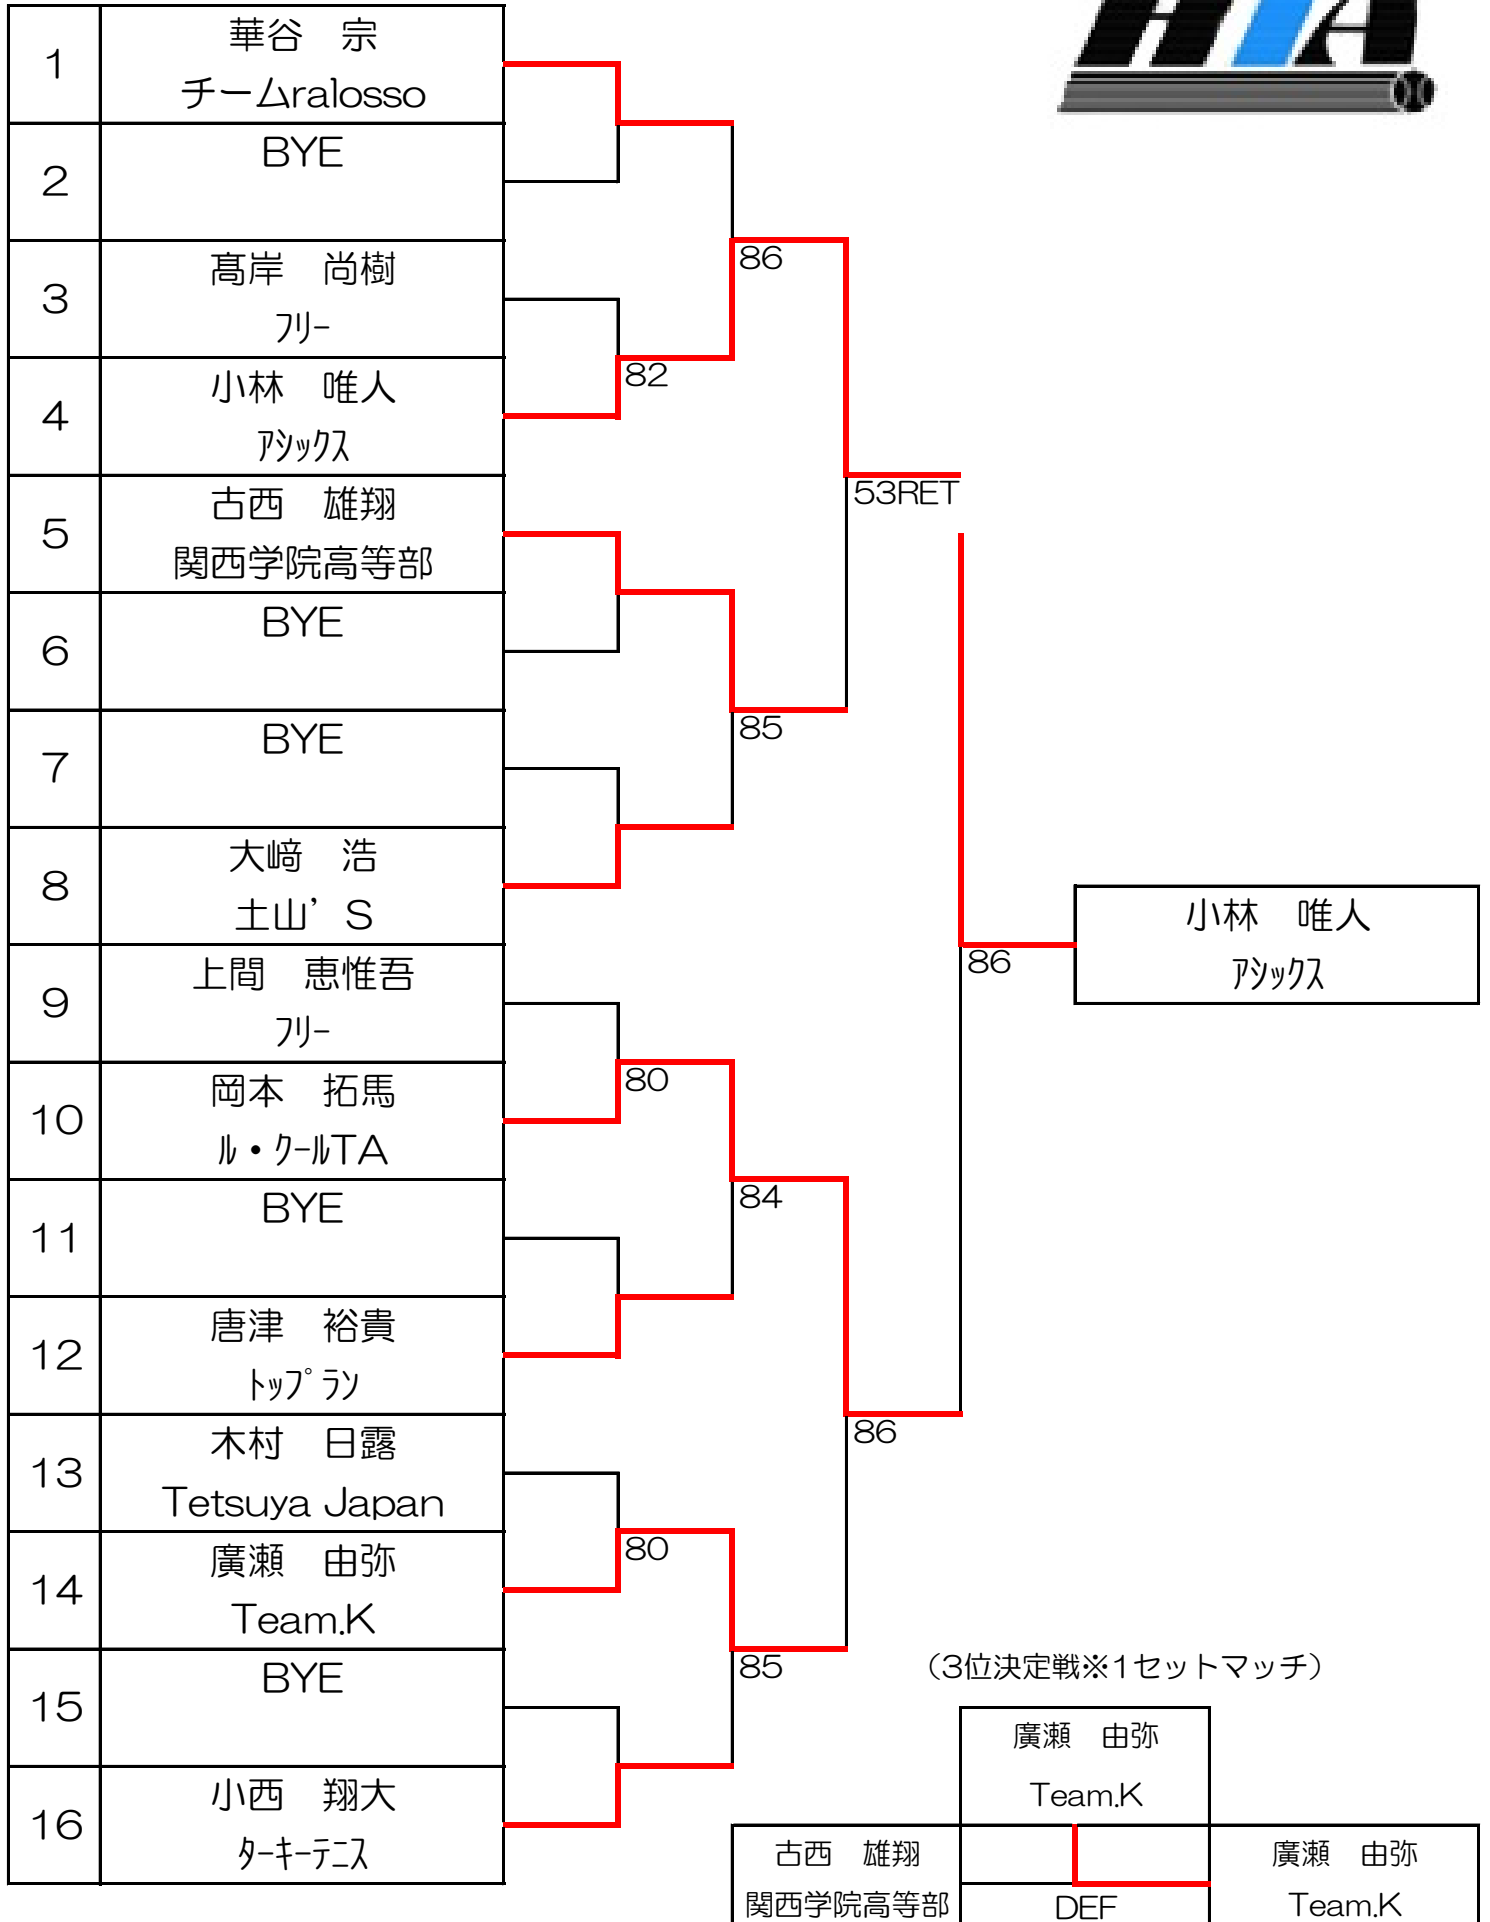 HTA
1
華谷　宗
チームralosso
2
BYE
3
髙岸　尚樹
ﾌﾘｰ
4
小林　唯人
ｱｼｯｸｽ
5
古西　雄翔
関西学院高等部
6
BYE
7
BYE
8
大﨑　浩
土山’S
9
上間　恵惟吾
ﾌﾘｰ
10
岡本　拓馬
ﾙ・ｸｰﾙTA
11
BYE
12
唐津　裕貴
ﾄｯﾌﾟﾗﾝ
13
木村　日露
Tetsuya Japan
14
廣瀬　由弥
Team.K
15
BYE
16
小西　翔大
ﾀｰｷｰﾃﾆｽ
82
80
80
86
85
84
85
53RET
86
86
小林　唯人
ｱｼｯｸｽ
（3位決定戦※1セットマッチ）
廣瀬　由弥
Team.K
古西　雄翔
関西学院高等部
DEF
廣瀬　由弥
Team.K